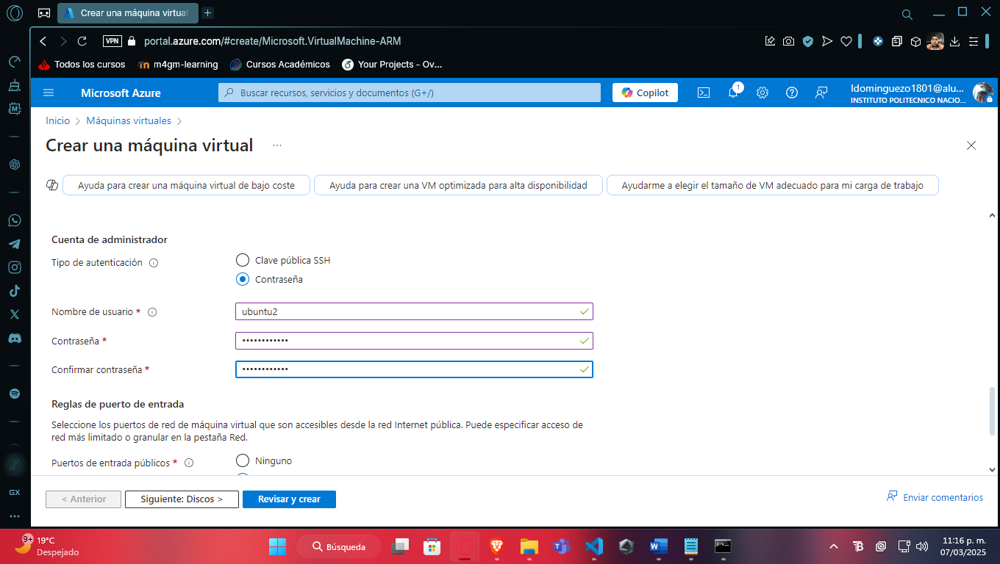 Crear una máquina virtual
VPN
portal.azure.com/#create/Microsoft.VirtualMachine-ARM
Todos los cursos
m4gm-learning
Cursos Académicos
Your Projects - Ov...
Microsoft Azure
Buscar recursos, servicios y documentos (G+/)
Copilot
1
ldominguezo1801@alu...
INSTITUTO POLITECNICO NACIO...
Inicio > Máquinas virtuales >
Crear una máquina virtual ...
Ayuda para crear una máquina virtual de bajo coste
Ayuda para crear una VM optimizada para alta disponibilidad
Ayudarme a elegir el tamaño de VM adecuado para mi carga de trabajo
Cuenta de administrador
Tipo de autenticación
Clave pública SSH
Contraseña
Nombre de usuario *
ubuntu2
Contraseña *
••••••••••••
Confirmar contraseña *
••••••••••••
Reglas de puerto de entrada
Seleccione los puertos de red de máquina virtual que son accesibles desde la red Internet pública. Puede especificar acceso de
red más limitado o granular en la pestaña Red.
Puertos de entrada públicos *
Ninguno
< Anterior
Siguiente: Discos >
Revisar y crear
Enviar comentarios
GX
9+
19°C
Despejado
Búsqueda
11:16 p. m.
07/03/2025